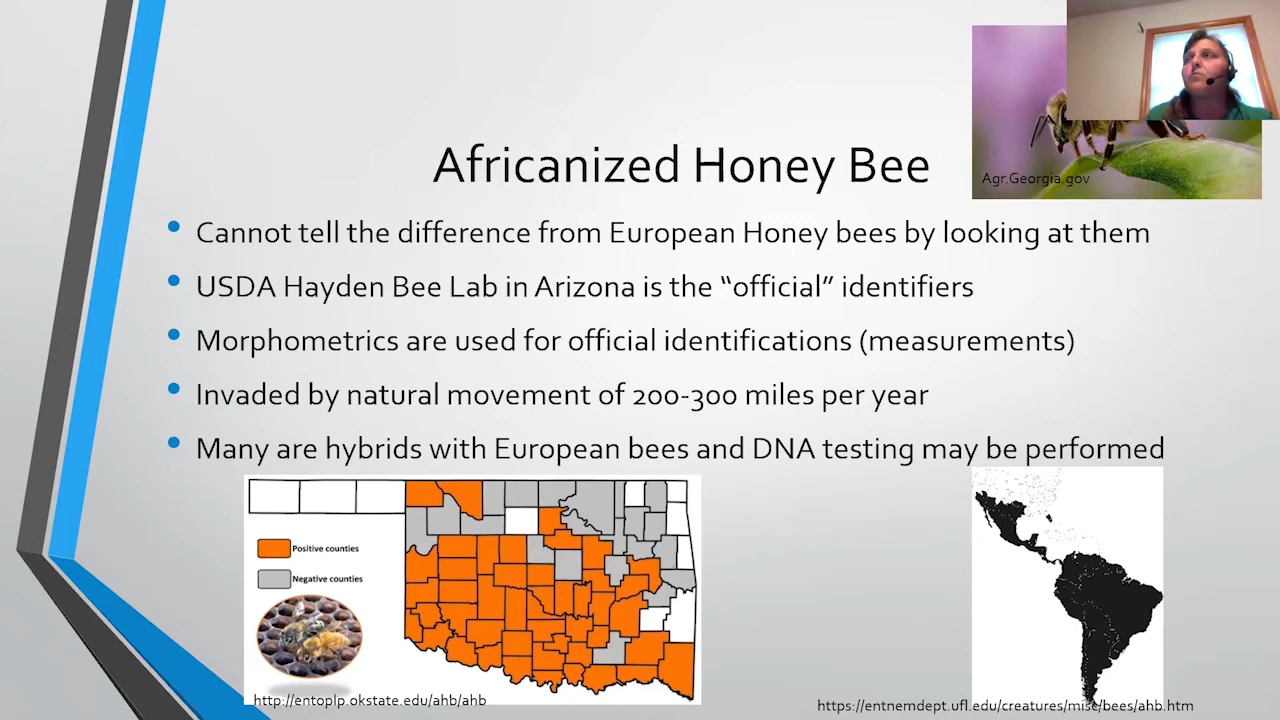 Agr.Georgia.gov
Africanized Honey Bee
Cannot tell the difference from European Honey bees by looking at them
USDA Hayden Bee Lab in Arizona is the “official” identifiers
Morphometrics are used for official identifications (measurements)
Invaded by natural movement of 200-300 miles per year
Many are hybrids with European bees and DNA testing may be performed
Positive counties
Negative counties
http://entoplp.okstate.edu/ahb/ahb
https://entnemdept.ufl.edu/creatures/misc/bees/ahb.htm